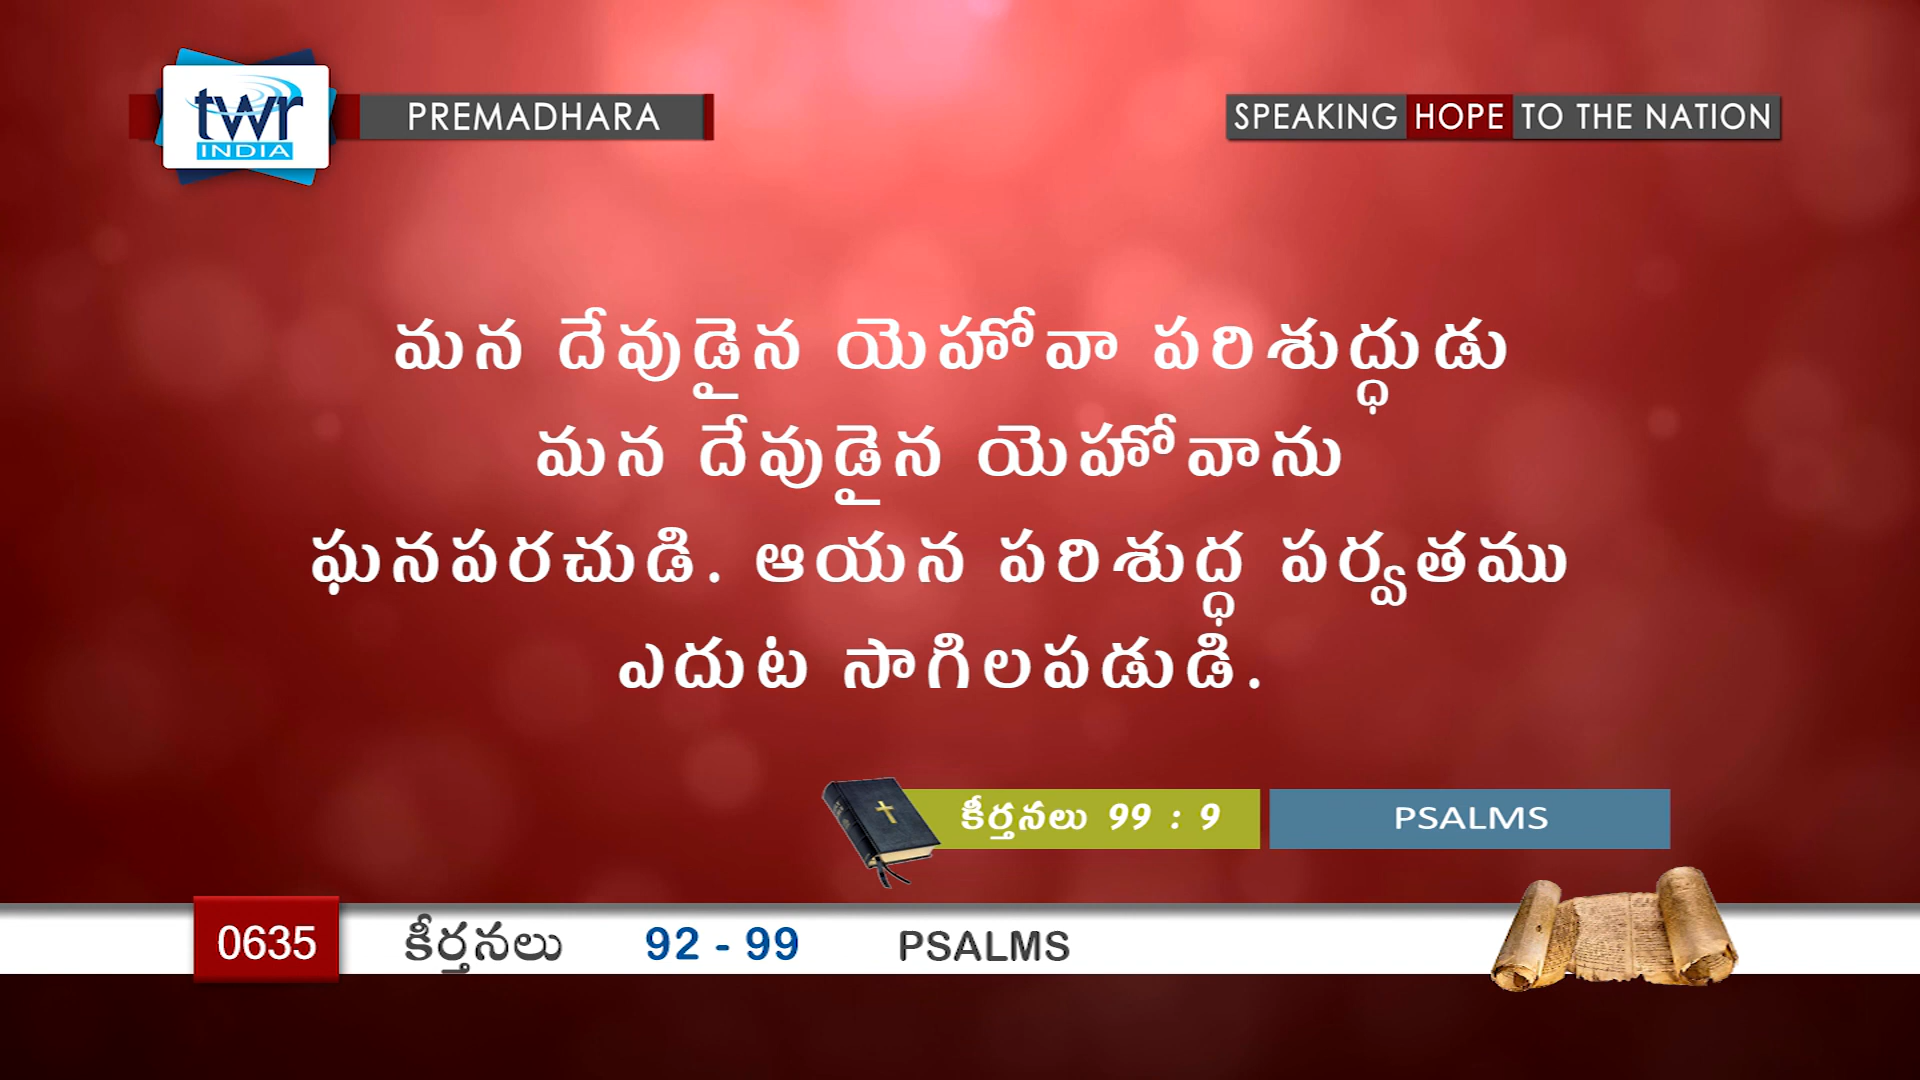 twr
INDIA
PREMADHARA
SPEAKING HOPE TO THE NATION
మన దేవుడైన యెహోవా పరిశుద్ధుడు
మన దేవుడైన యెహోవాను
ఘనపరచుడి. ఆయన పరిశుద్ధ పర్వతము
ఎదుట సాగిలపడుడి.
కీర్తనలు 99 : 9
PSALMS
0635
కీర్తనలు 92 - 99 PSALMS